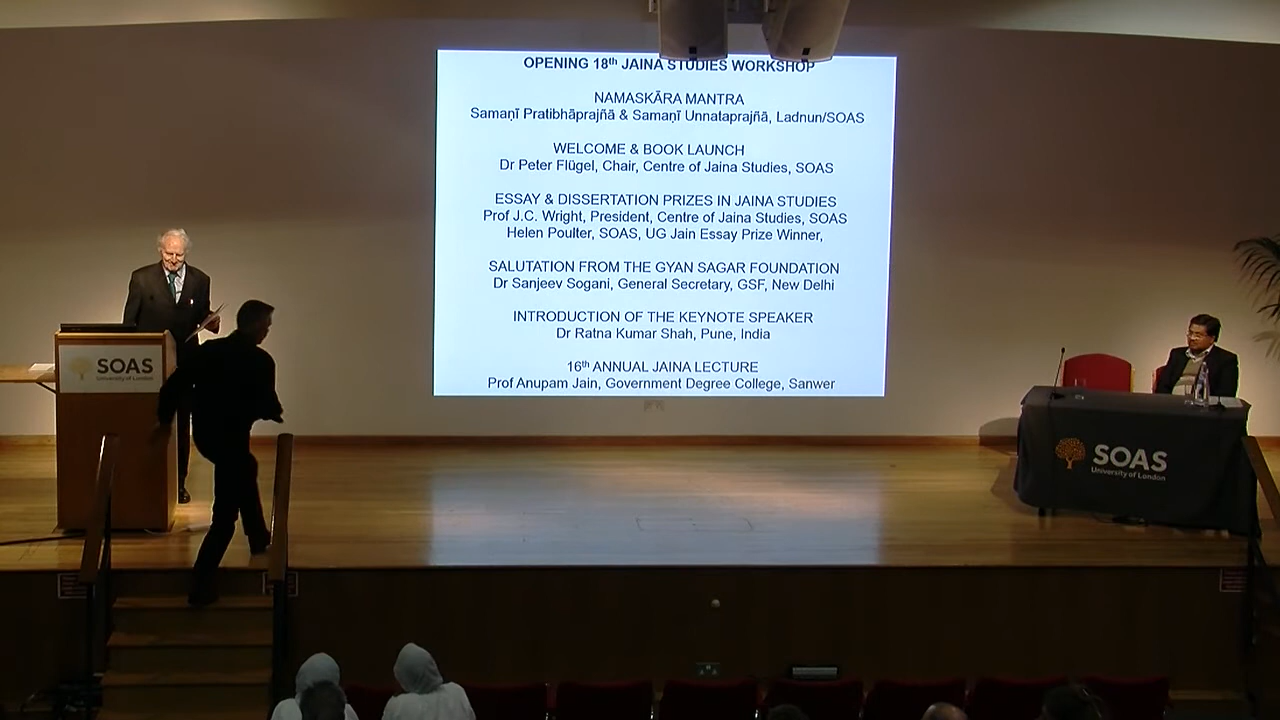 OPENING 18th JAINA STUDIES WORKSHOP
NAMASKĀRA MANTRA
Samaṇī Pratibhāprajñā & Samaṇī Unnataprajñā, Ladnun/SOAS
WELCOME & BOOK LAUNCH
Dr Peter Flügel, Chair, Centre of Jaina Studies, SOAS
ESSAY & DISSERTATION PRIZES IN JAINA STUDIES
Prof J.C. Wright, President, Centre of Jaina Studies, SOAS
Helen Poulter, SOAS, UG Jain Essay Prize Winner,
SALUTATION FROM THE GYAN SAGAR FOUNDATION
Dr Sanjeev Sogani, General Secretary, GSF, New Delhi
INTRODUCTION OF THE KEYNOTE SPEAKER
Dr Ratna Kumar Shah, Pune, India
16th ANNUAL JAINA LECTURE
Prof Anupam Jain, Government Degree College, Sanwer
SOAS
University of London
SOAS
University of London